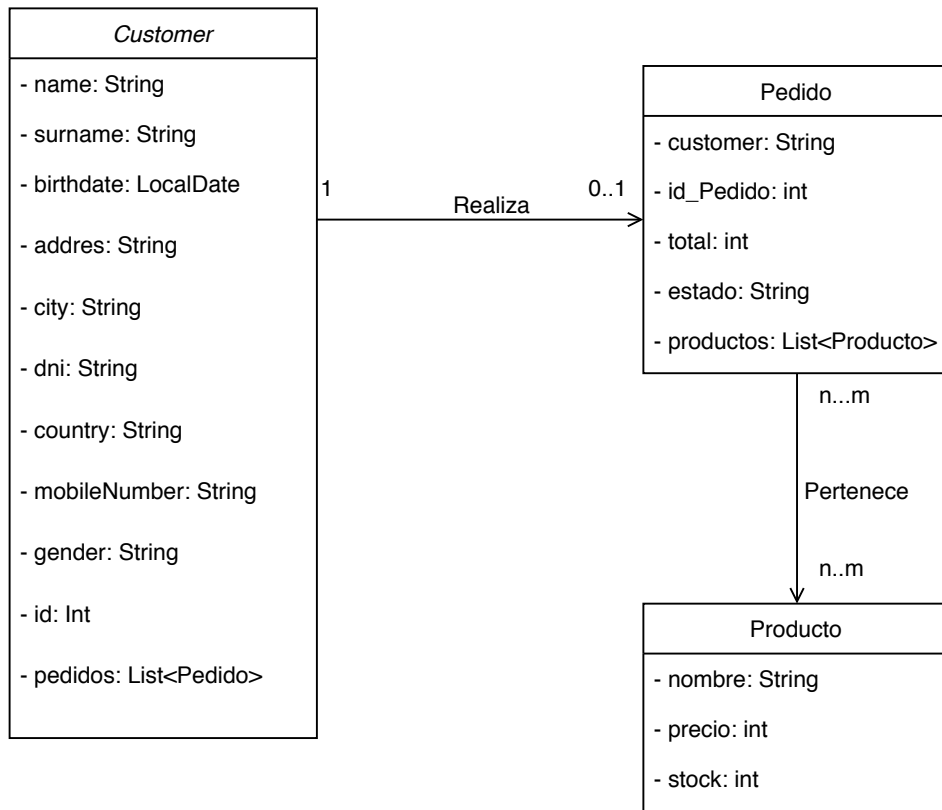 Customer
- name: String
- surname: String
- birthdate: LocalDate
- addres: String
- city: String
- dni: String
- country: String
- mobileNumber: String
- gender: String
- id: Int
- pedidos: List<Pedido>
1
Realiza
0..1
Pedido
- customer: String
- id_Pedido: int
- total: int
- estado: String
- productos: List<Producto>
n...m
Pertenece
n..m
Producto
- nombre: String
- precio: int
- stock: int